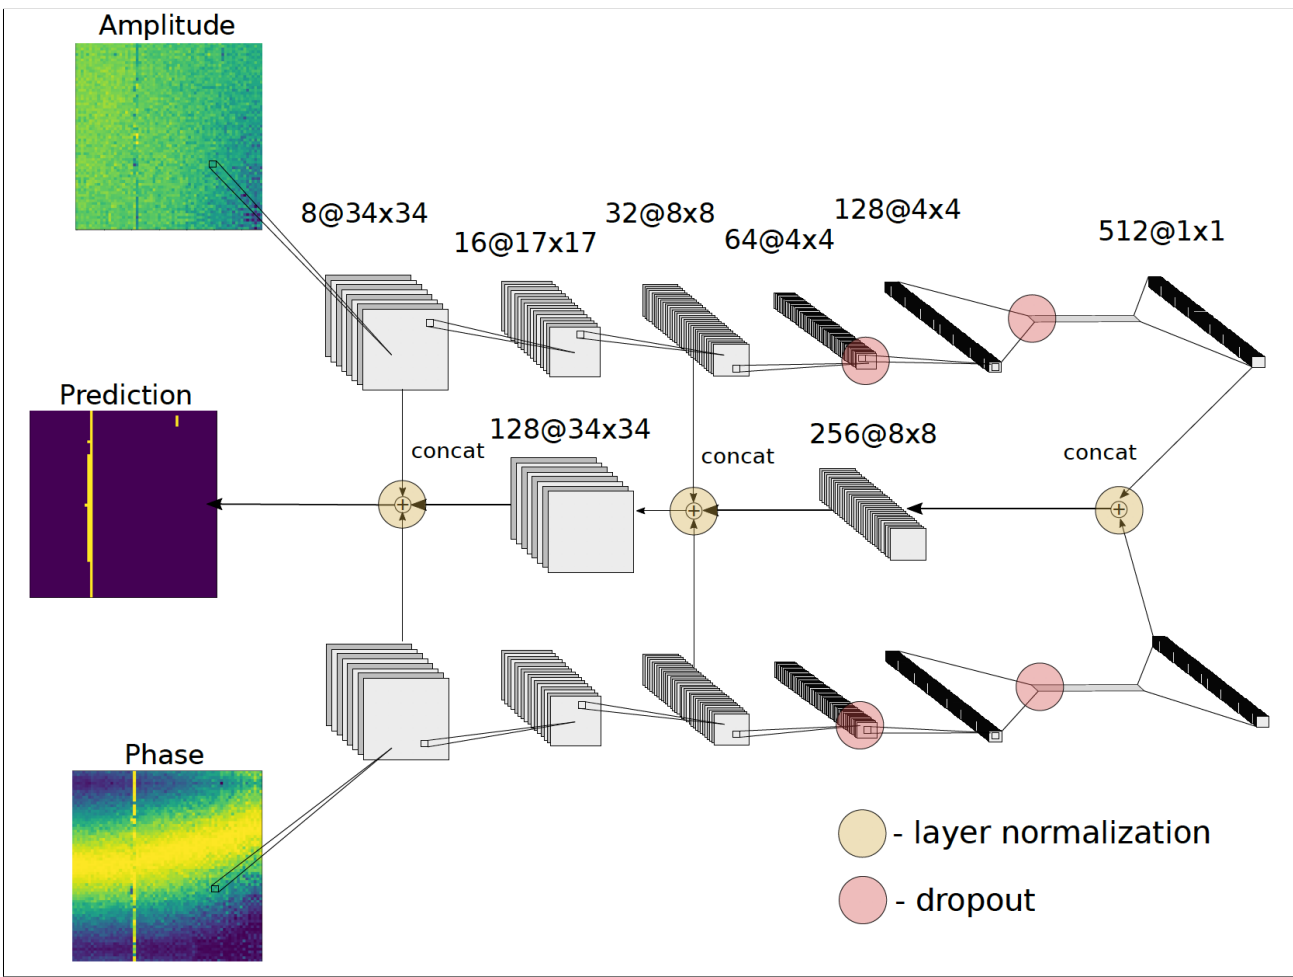 Amplitude
8@34x34
16@17x17
32@8x8
64@4x4
128@4x4
512@1x1
Prediction
concat
128@34x34
concat
256@8x8
concat
Phase
- layer normalization
- dropout